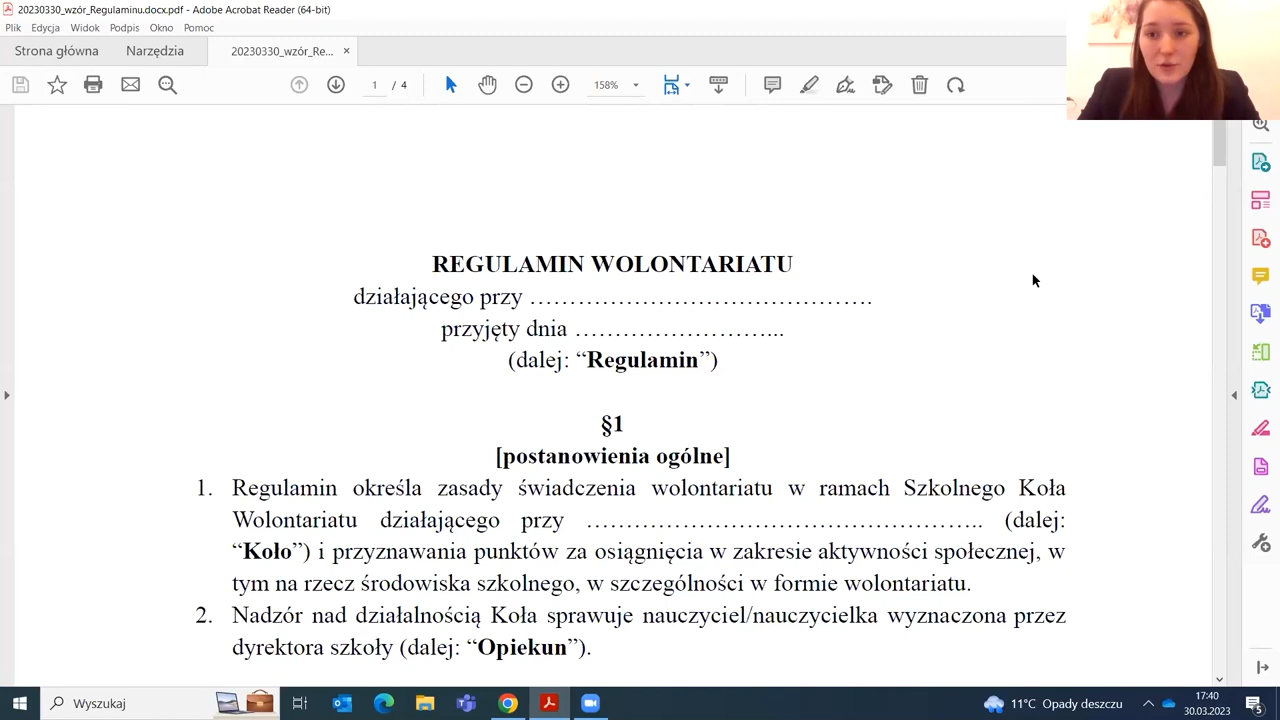 20230330_wzór_Regulaminu.docx.pdf - Adobe Acrobat Reader (64-bit)
Plik Edycja Widok Podpis Okno Pomoc
Strona główna Narzędzia 20230330_wzór_Re... ×
1 / 4 158%
REGULAMIN WOLONTARIATU
działającego przy …………………………………….
przyjęty dnia ……………………...
(dalej: “Regulamin”)
§1
[postanowienia ogólne]
1. Regulamin określa zasady świadczenia wolontariatu w ramach Szkolnego Koła
Wolontariatu działającego przy ………………………………………….. (dalej:
“Koło”) i przyznawania punktów za osiągnięcia w zakresie aktywności społecznej, w
tym na rzecz środowiska szkolnego, w szczególności w formie wolontariatu.
2. Nadzór nad działalnością Koła sprawuje nauczyciel/nauczycielka wyznaczona przez
dyrektora szkoły (dalej: “Opiekun”).
Wyszukaj
11°C Opady deszczu
17:40
30.03.2023
5